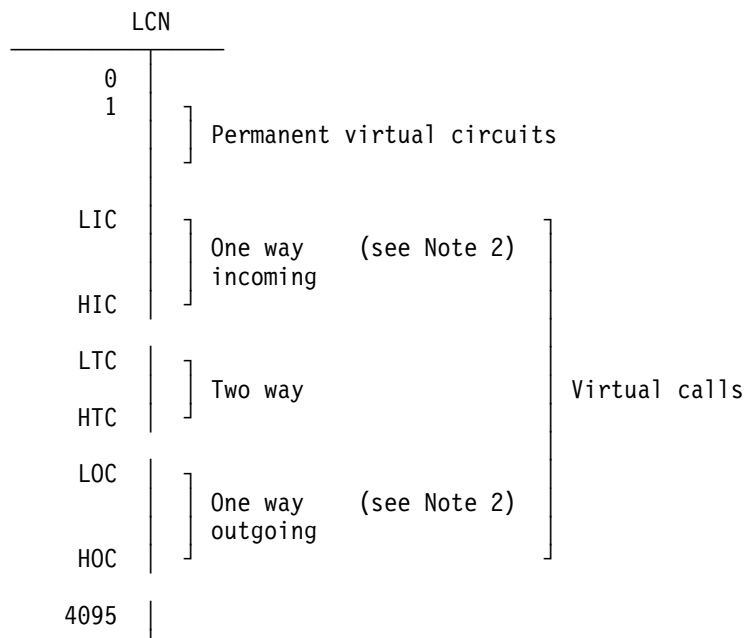 LCN
0
1
Permanent virtual circuits
LIC
One way (see Note 2)
incoming
HIC
LTC
Two way
Virtual calls
HTC
LOC
One way (see Note 2)
outgoing
HOC
4095